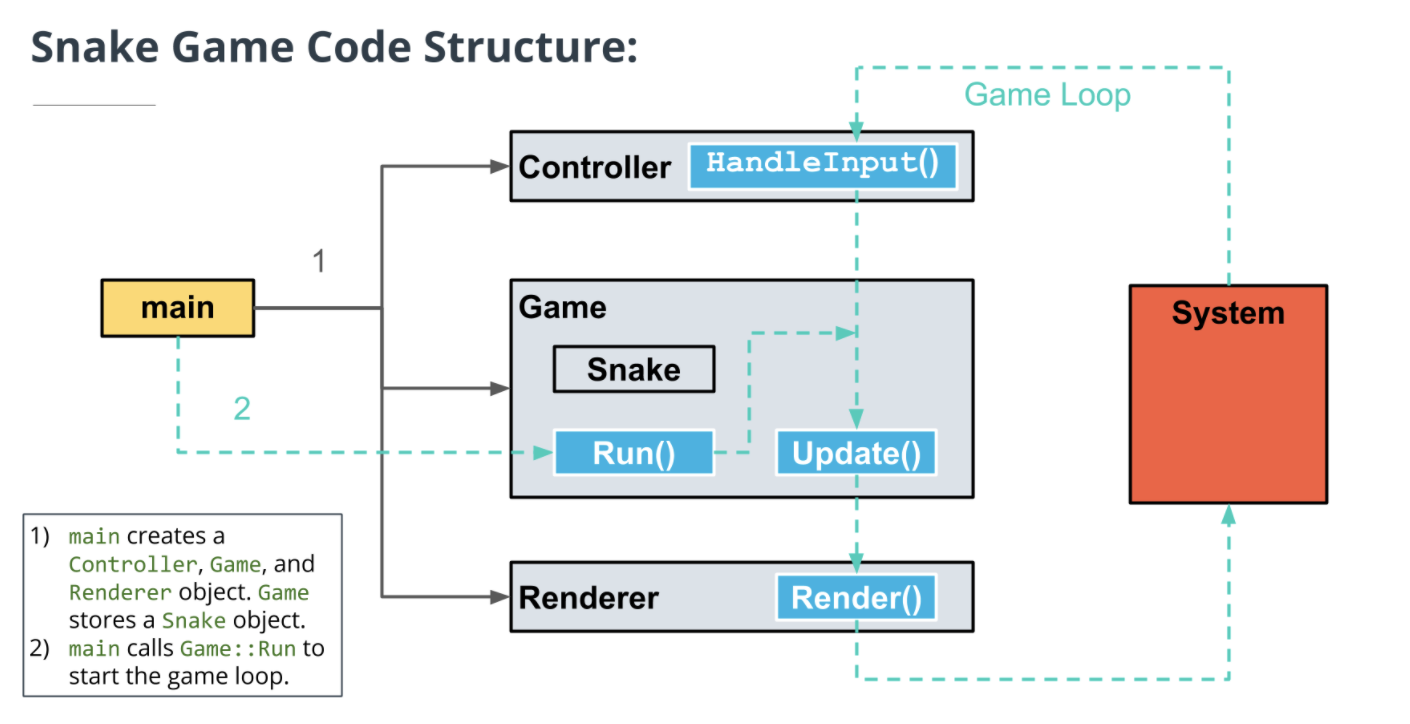 Snake Game Code Structure:
Game Loop
Controller
HandleInput()
1
main
Game
System
Snake
2
Run()
Update()
1) main creates a
Controller, Game, and
Renderer object. Game
stores a Snake object.
2) main calls Game::Run to
start the game loop.
Renderer
Render()